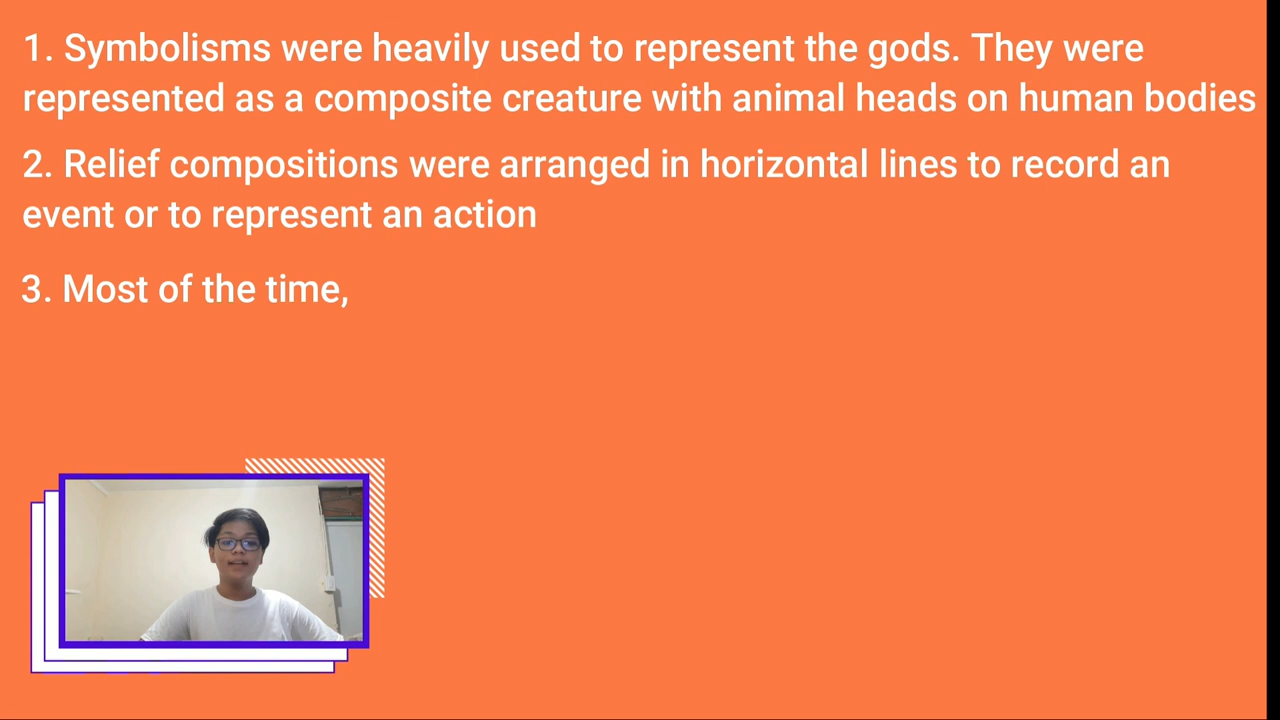 1. Symbolisms were heavily used to represent the gods. They were
represented as a composite creature with animal heads on human bodies
2. Relief compositions were arranged in horizontal lines to record an
event or to represent an action
3. Most of the time,